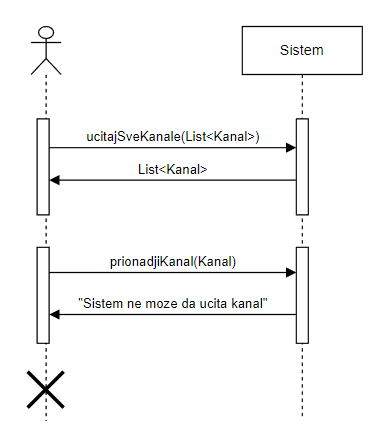 Sistem
ucitajSveKanale(List<Kanal>)
List<Kanal>
prionadjiKanal(Kanal)
"Sistem ne moze da ucita kanal"